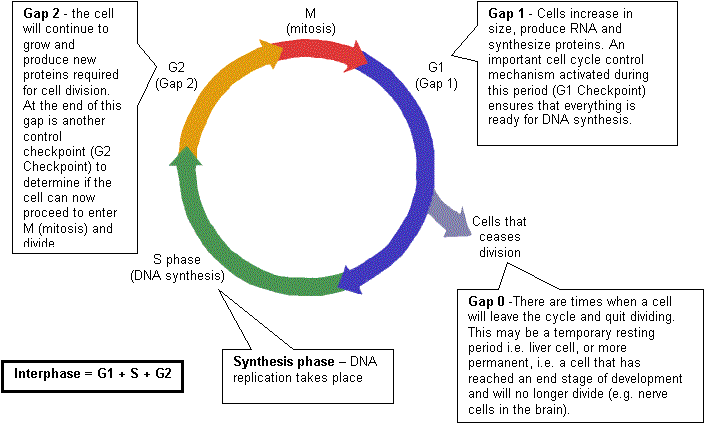 Gap 2 - the cell
will continue to
grow and
produce new
proteins required
for cell division.
At the end of this
gap is another
control
checkpoint (G2
Checkpoint) to
determine if the
cell can now
proceed to enter
M (mitosis) and
divide
M
(mitosis)
G2
(Gap 2)
G1
(Gap 1)
Gap 1 - Cells increase in
size, produce RNA and
synthesize proteins. An
important cell cycle control
mechanism activated during
this period (G1 Checkpoint)
ensures that everything is
ready for DNA synthesis.
Cells that
ceases
division
S phase
(DNA synthesis)
Gap 0 -There are times when a cell
will leave the cycle and quit dividing.
This may be a temporary resting
period i.e. liver cell, or more
permanent, i.e. a cell that has
reached an end stage of development
and will no longer divide (e.g. nerve
cells in the brain).
Synthesis phase – DNA
replication takes place
Interphase = G1 + S + G2